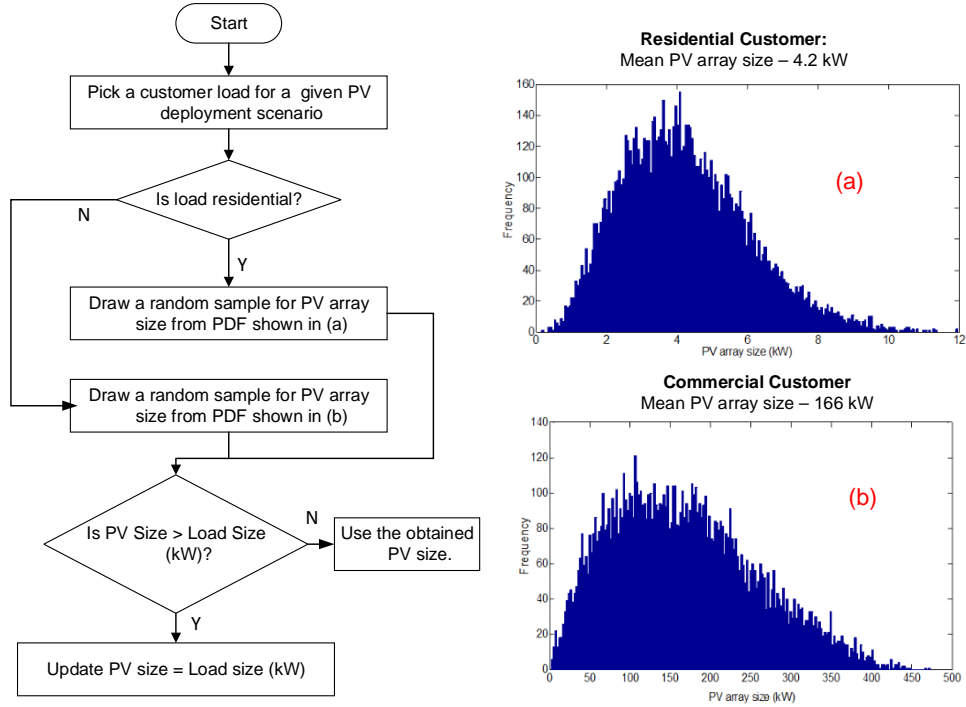 Start
Pick a customer load for a given PV
deployment scenario
Is load residential?
N
Y
Draw a random sample for PV array
size from PDF shown in (a)
Draw a random sample for PV array
size from PDF shown in (b)
Is PV Size > Load Size
(kW)?
N
Use the obtained
PV size.
Y
Update PV size = Load size (kW)
Residential Customer:
Mean PV array size – 4.2 kW
160
140
120
100
80
60
40
20
0
Frequency
(a)
0 2 4 6 8 10 12
PV array size (kW)
Commercial Customer
Mean PV array size – 166 kW
140
120
100
80
60
40
20
0
Frequency
(b)
0 50 100 150 200 250 300 350 400 450 500
PV array size (kW)